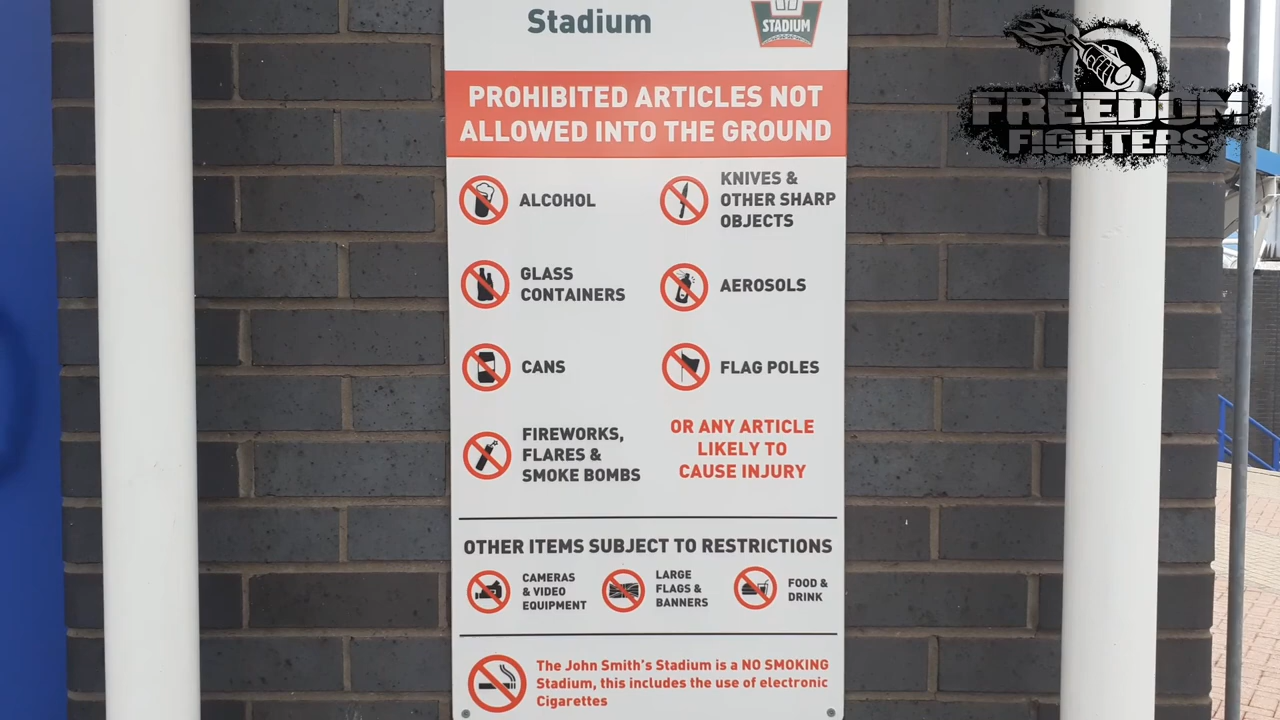 Stadium
STADIUM
FREEDOM
FIGHTERS
PROHIBITED ARTICLES NOT
ALLOWED INTO THE GROUND
ALCOHOL
KNIVES &
OTHER SHARP
OBJECTS
GLASS
CONTAINERS
AEROSOLS
CANS
FLAG POLES
FIREWORKS,
FLARES &
SMOKE BOMBS
OR ANY ARTICLE
LIKELY TO
CAUSE INJURY
OTHER ITEMS SUBJECT TO RESTRICTIONS
CAMERAS
& VIDEO
EQUIPMENT
LARGE
FLAGS &
BANNERS
FOOD &
DRINK
The John Smith's Stadium is a NO SMOKING
Stadium, this includes the use of electronic
Cigarettes